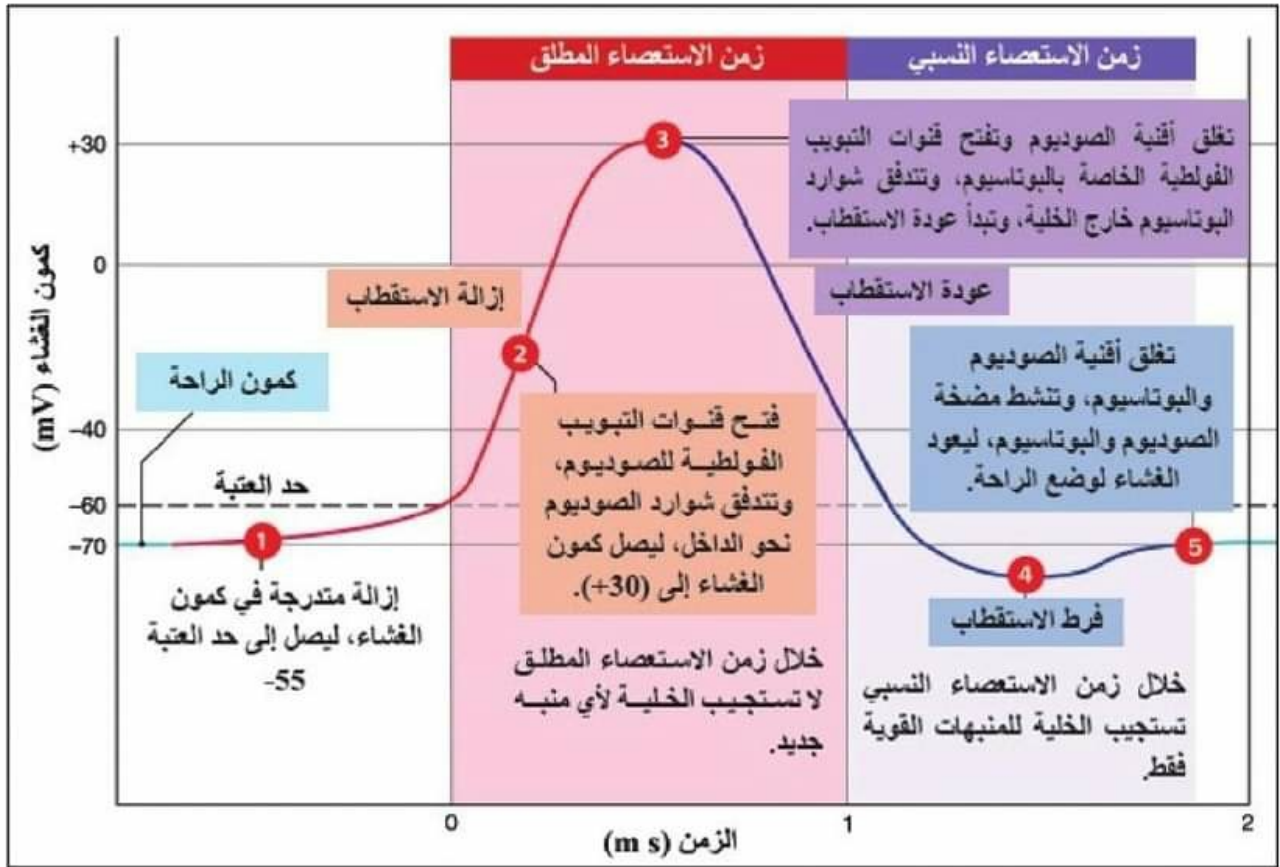 زمن الاستعصاء المطلق
زمن الاستعصاء النسبي
كمون الغشاء (mV)
+30
0
-40
-60
-70
3
تغلق أقنية الصوديوم وتفتح قنوات التبويب
الفولطية الخاصة بالبوتاسيوم، وتتدفق شوارد
البوتاسيوم خارج الخلية، وتبدأ عودة الاستقطاب.
إزالة الاستقطاب
عودة الاستقطاب
2
كمون الراحة
تغلق أقنية الصوديوم
والبوتاسيوم، وتنشط مضخة
الصوديوم والبوتاسيوم، ليعود
الغشاء لوضع الراحة.
فتح قنوات التبويب
الفولطية للصوديوم،
وتتدفق شوارد الصوديوم
نحو الداخل، ليصل كمون
الغشاء إلى (30+).
حد العتبة
1
إزالة متدرجة في كمون
الغشاء، ليصل إلى حد العتبة
-55
5
4
فرط الاستقطاب
خلال زمن الاستعصاء المطلق
لا تستجيب الخلية لأي منبه
جديد.
خلال زمن الاستعصاء النسبي
تستجيب الخلية للمنبهات القوية
فقط.
0
1
2
الزمن (m s)